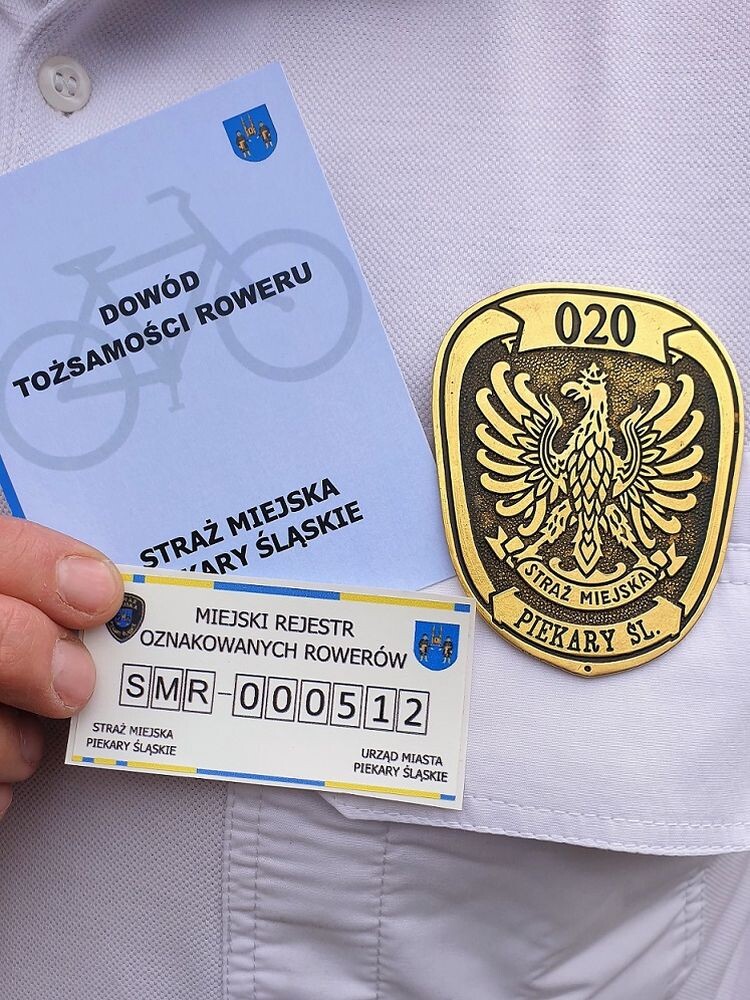 DOWÓD
TOŻSAMOŚCI ROWERU
STRAŻ MIEJSKA
KARY ŚLĄSKIE
020
STRAŻ MIEJSKA
PIEKARY ŚL.
MIEJSKI REJESTR
OZNAKOWANYCH ROWERÓW
SMR-000512
STRAŻ MIEJSKA
PIEKARY ŚLĄSKIE
URZĄD MIASTA
PIEKARY ŚLĄSKIE